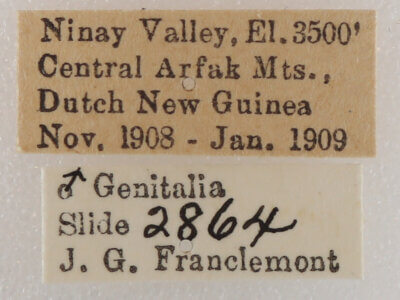 Ninay Valley, El. 3500'
Central Arfak Mts.,
Dutch New Guinea
Nov. 1908 - Jan. 1909
♂ Genitalia
Slide 2864
J. G. Franclemont